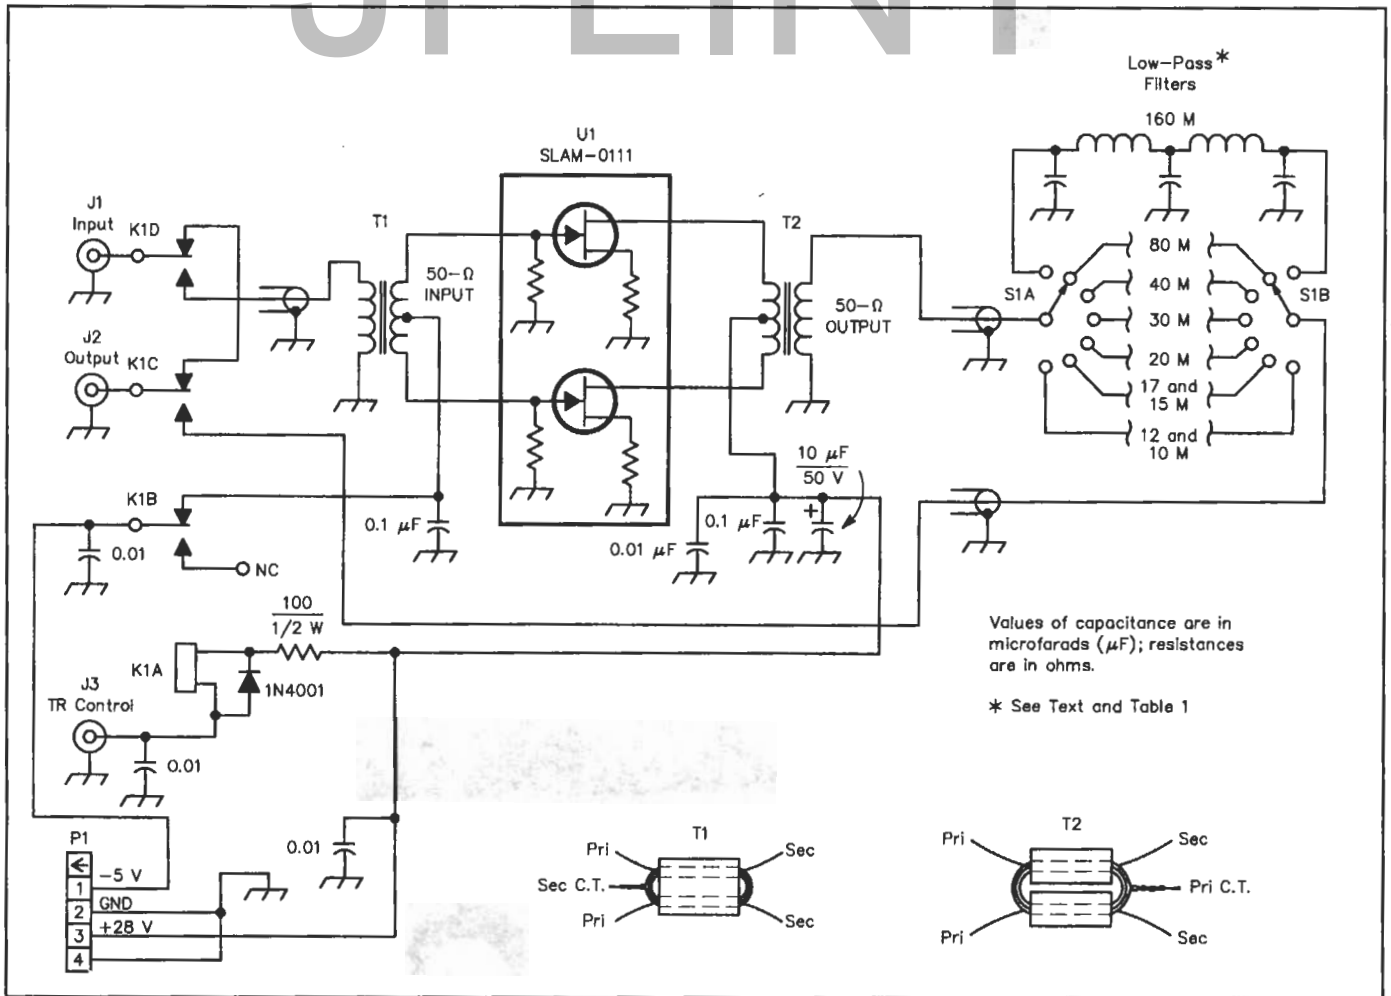 Low-Pass*
Filters
160 M
U1
SLAM-0111
J1
Input
K1D
T1
T2
50-Ω
INPUT
50-Ω
OUTPUT
80 M
40 M
S1A
S1B
30 M
20 M
17 and
15 M
12 and
10 M
J2
Output
K1C
10 μF
50 V
+
K1B
0.1 μF
0.1 μF
0.01 μF
0.01
NC
100
1/2 W
K1A
1N4001
J3
TR Control
0.01
Values of capacitance are in
microfarads (μF); resistances
are in ohms.
* See Text and Table 1
P1
0.01
1
-5 V
2
GND
3
+28 V
4
T1
Pri
Sec
Sec C.T.
Pri
Sec
T2
Pri
Sec
Pri C.T.
Pri
Sec